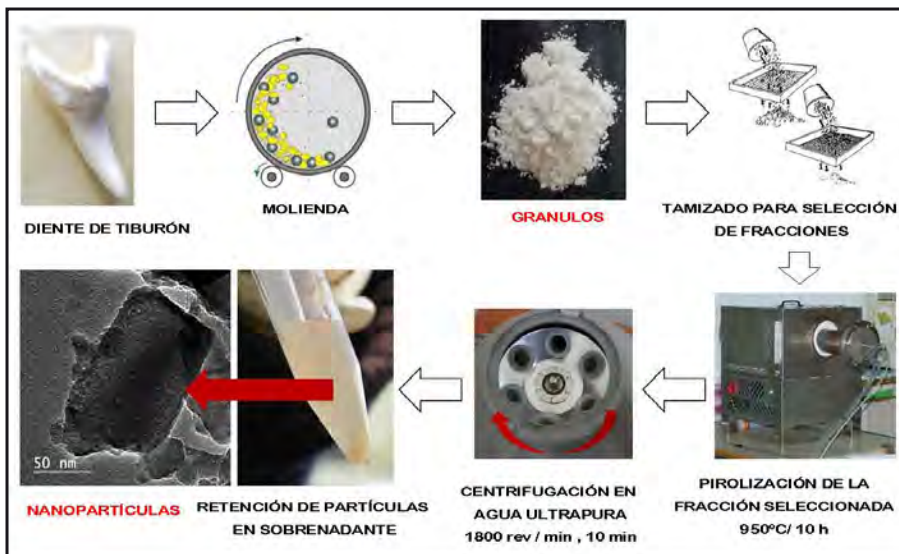 DIENTE DE TIBURÓN
MOLIENDA
GRANULOS
TAMIZADO PARA SELECCIÓN
DE FRACCIONES
PIROLIZACIÓN DE LA
FRACCIÓN SELECCIONADA
950ºC/ 10 h
CENTRIFUGACIÓN EN
AGUA ULTRAPURA
1800 rev / min , 10 min
RETENCIÓN DE PARTÍCULAS
EN SOBRENADANTE
50 nm
NANOPARTÍCULAS